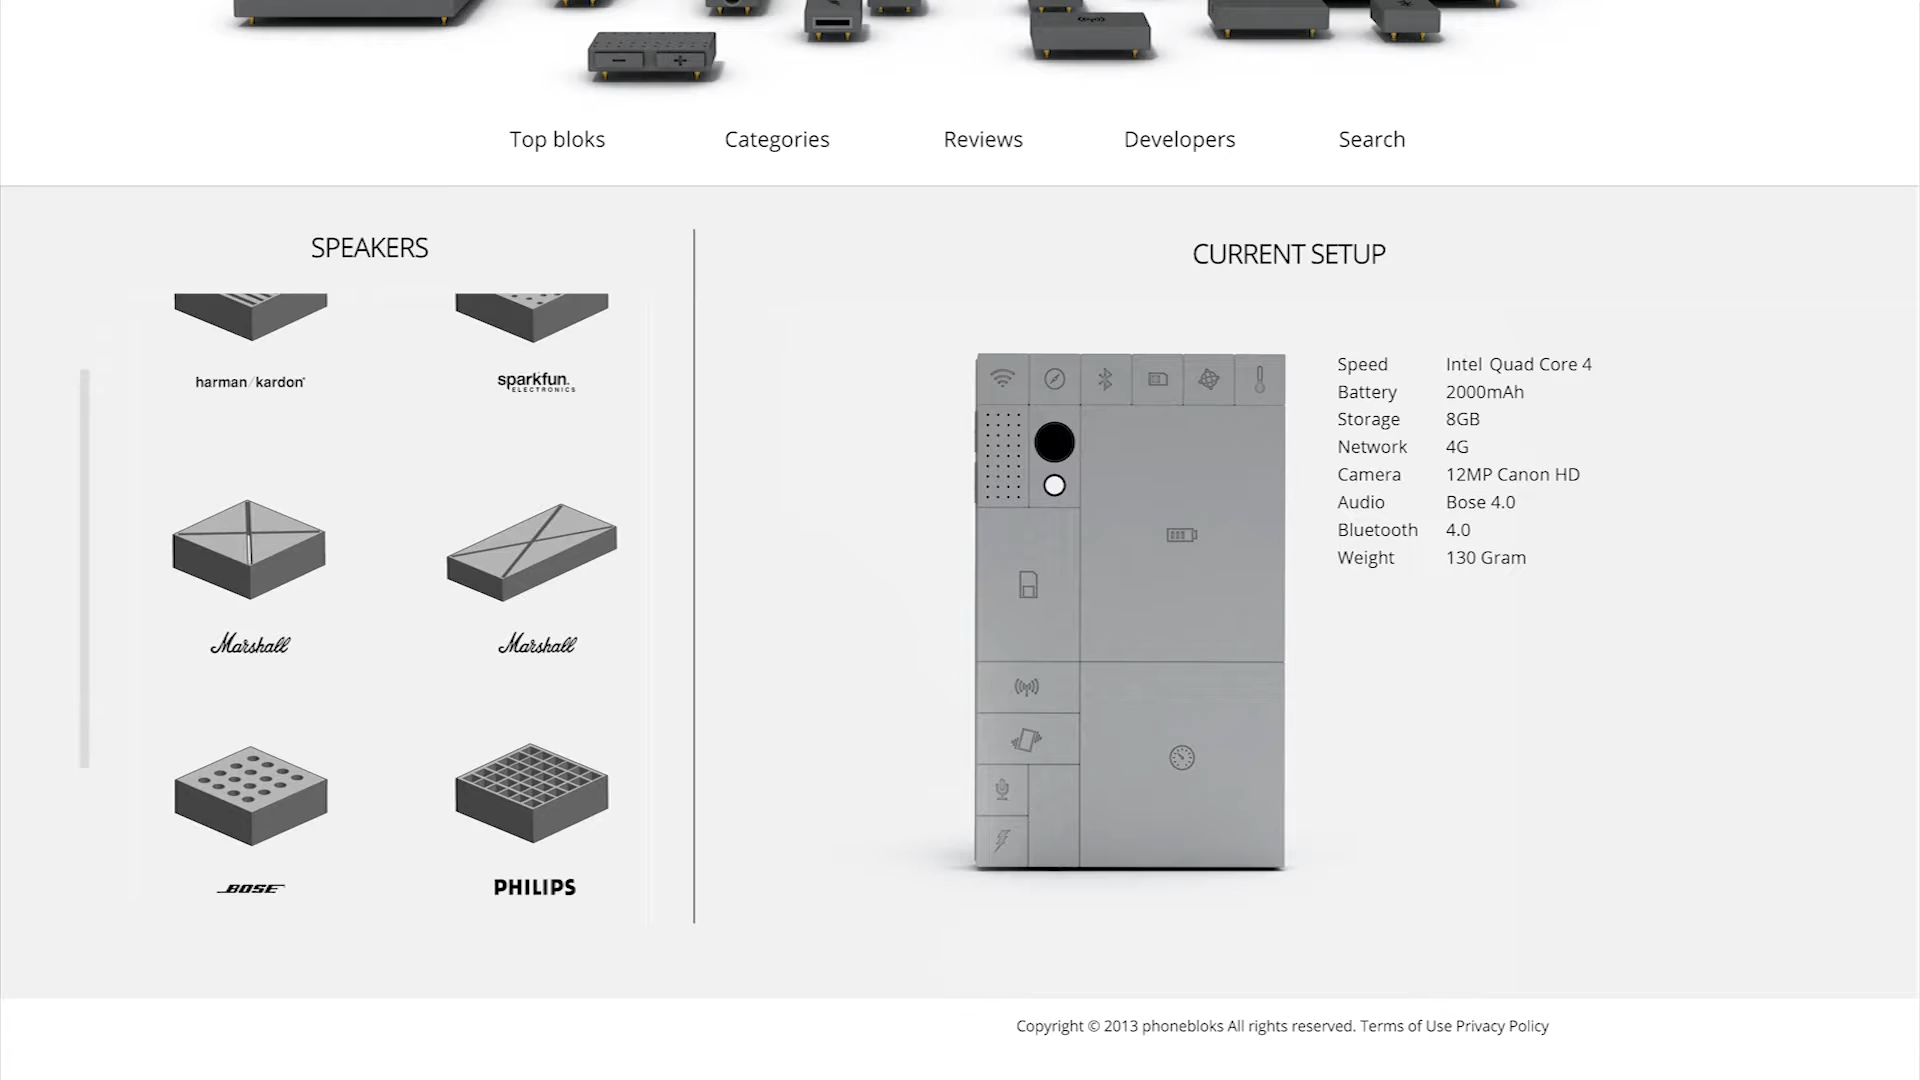 Top bloks
Categories
Reviews
Developers
Search
SPEAKERS
harman/kardon®
sparkfun.
ELECTRONICS
Marshall
Marshall
BOSE
PHILIPS
CURRENT SETUP
Speed Intel Quad Core 4
Battery 2000mAh
Storage 8GB
Network 4G
Camera 12MP Canon HD
Audio Bose 4.0
Bluetooth 4.0
Weight 130 Gram
Copyright © 2013 phonebloks All rights reserved. Terms of Use Privacy Policy